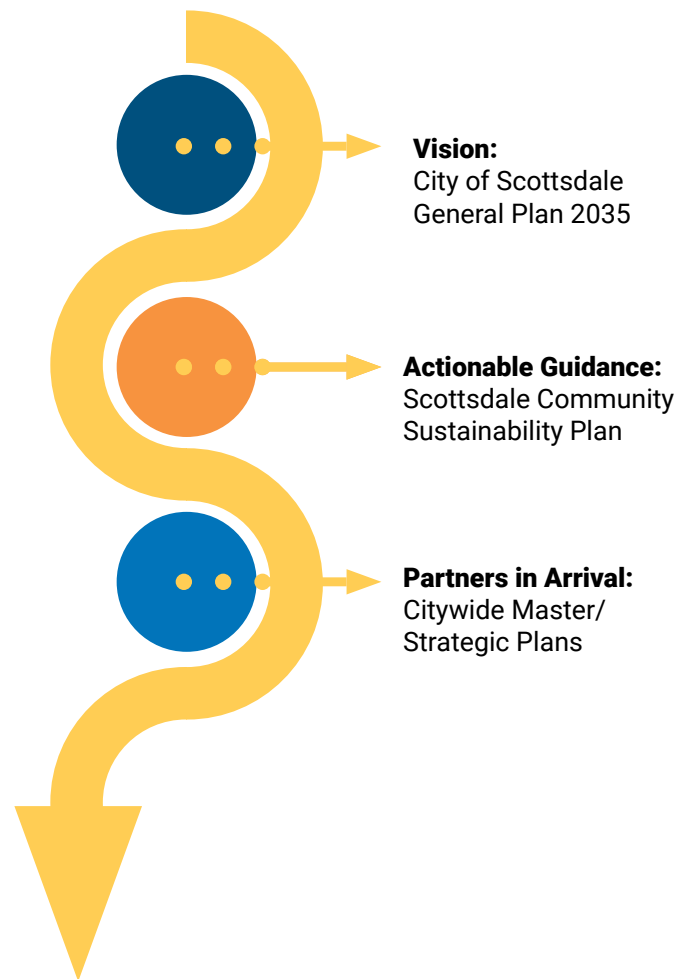 Vision:
City of Scottsdale
General Plan 2035
Actionable Guidance:
Scottsdale Community
Sustainability Plan
Partners in Arrival:
Citywide Master/
Strategic Plans